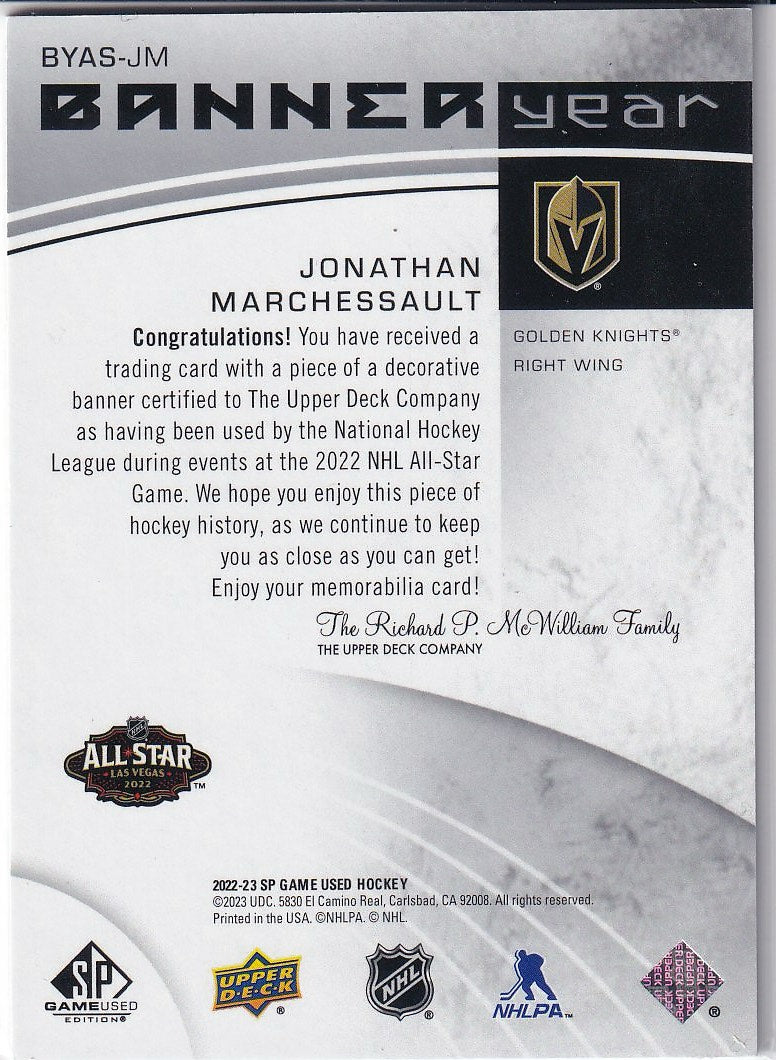 BYAS-JM
BANNER year
JONATHAN
MARCHESSAULT
Congratulations! You have received a
trading card with a piece of a decorative
banner certified to The Upper Deck Company
as having been used by the National Hockey
League during events at the 2022 NHL All-Star
Game. We hope you enjoy this piece of
hockey history, as we continue to keep
you as close as you can get!
Enjoy your memorabilia card!
The Richard P. McWilliam Family
THE UPPER DECK COMPANY
GOLDEN KNIGHTS®
RIGHT WING
NHL
ALL★STAR
LAS VEGAS
2022
TM
2022-23 SP GAME USED HOCKEY
©2023 UDC. 5830 El Camino Real, Carlsbad, CA 92008. All rights reserved.
Printed in the USA. ©NHLPA. © NHL.
SP
GAMEUSED
EDITION®
UPPER
D·E·C·K
®
NHL
®
NHLPA™
®